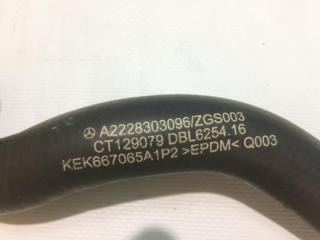 A2228303096/ZGS003
CT129079 DBL6254.16
KEK667065A1P2 >EPDM< Q003